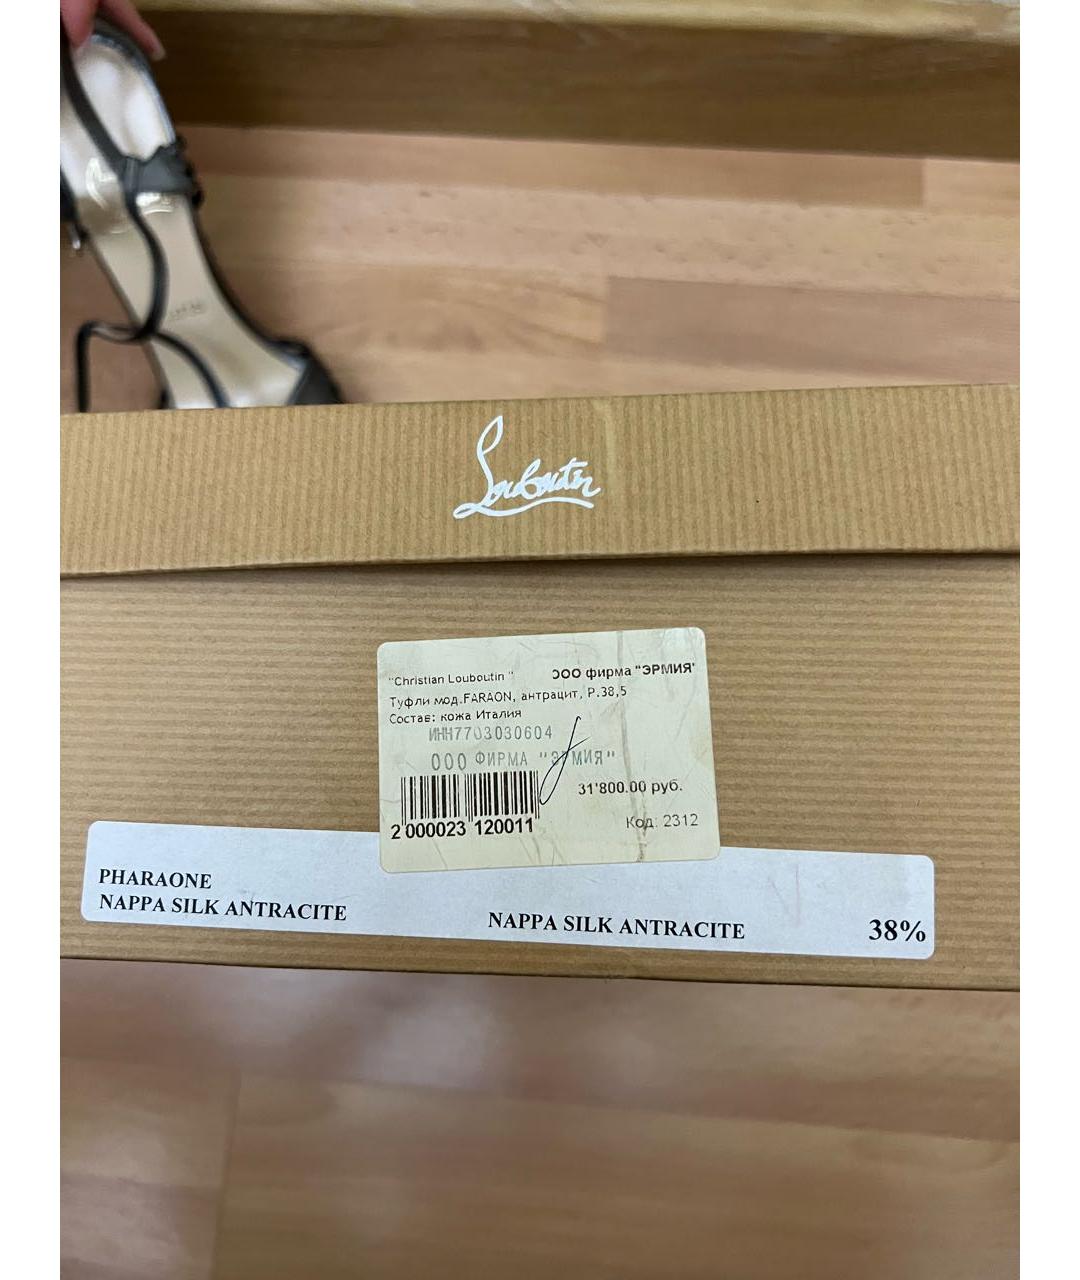 Louboutin
"Christian Louboutin " ООО фирма "ЭРМИЯ"
Туфли мод.FARAON, антрацит, Р.38,5
Состав: кожа Италия
ИНН7703030604
ООО ФИРМА "ЭРМИЯ"
31'800.00 руб.
2 000023 120011
Код: 2312
PHARAONE
NAPPA SILK ANTRACITE
NAPPA SILK ANTRACITE
38%